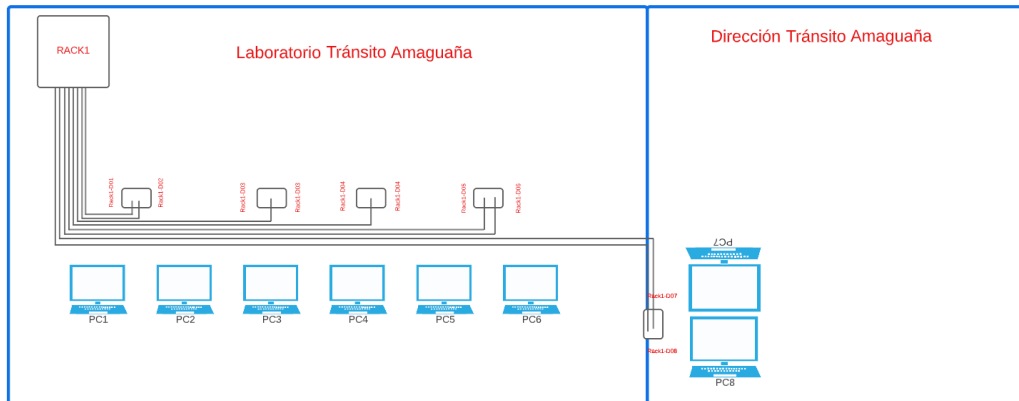 RACK1
Laboratorio Tránsito Amaguaña
Dirección Tránsito Amaguaña
Rack1-D01
Rack1-D02
Rack1-D03
Rack1-D03
Rack1-D04
Rack1-D04
Rack1-D05
Rack1-D06
PC7
Rack1-D07
PC1
PC2
PC3
PC4
PC5
PC6
Rack1-D08
PC8